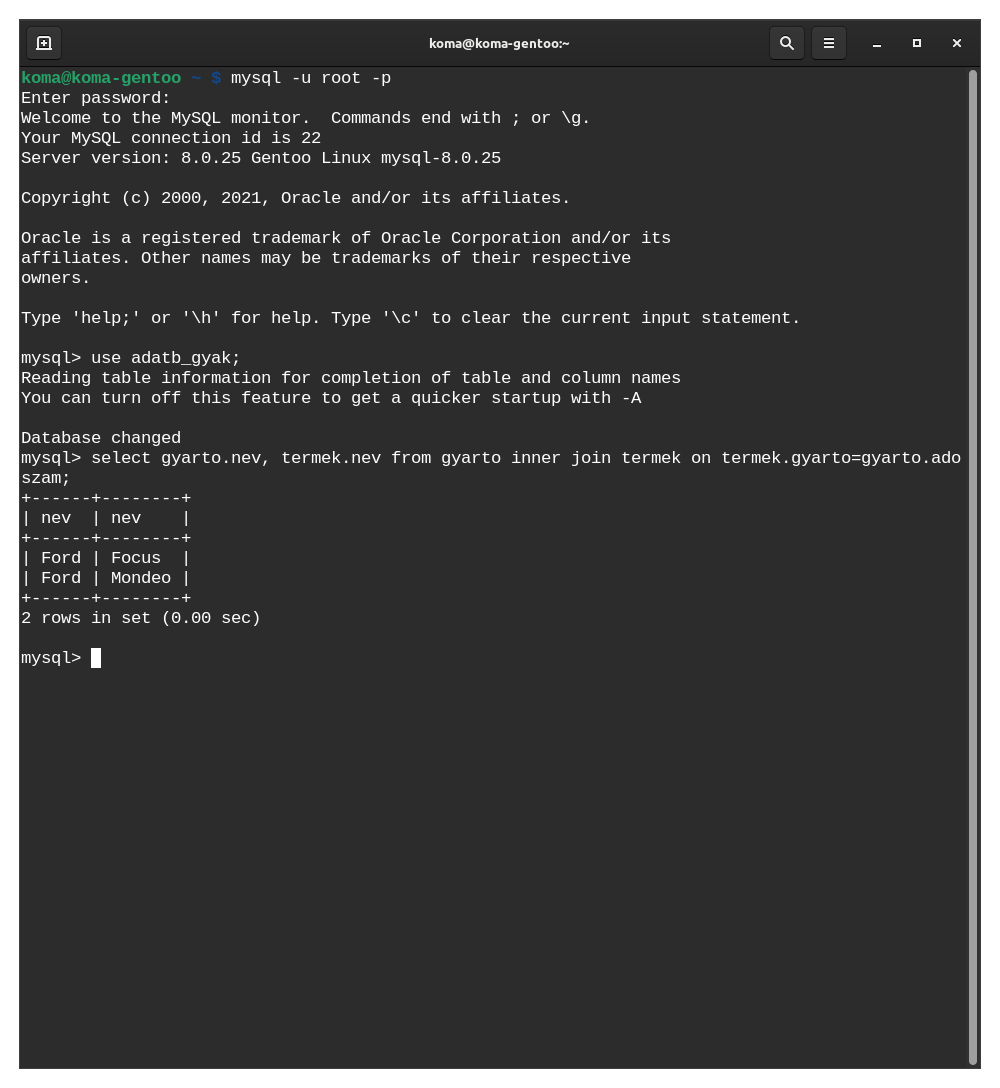 koma@koma-gentoo:~
koma@koma-gentoo ~ $ mysql -u root -p
Enter password:
Welcome to the MySQL monitor.  Commands end with ; or \g.
Your MySQL connection id is 22
Server version: 8.0.25 Gentoo Linux mysql-8.0.25

Copyright (c) 2000, 2021, Oracle and/or its affiliates.

Oracle is a registered trademark of Oracle Corporation and/or its
affiliates. Other names may be trademarks of their respective
owners.

Type 'help;' or '\h' for help. Type '\c' to clear the current input statement.

mysql> use adatb_gyak;
Reading table information for completion of table and column names
You can turn off this feature to get a quicker startup with -A

Database changed
mysql> select gyarto.nev, termek.nev from gyarto inner join termek on termek.gyarto=gyarto.ado
szam;
+------+--------+
| nev  | nev    |
+------+--------+
| Ford | Focus  |
| Ford | Mondeo |
+------+--------+
2 rows in set (0.00 sec)

mysql>